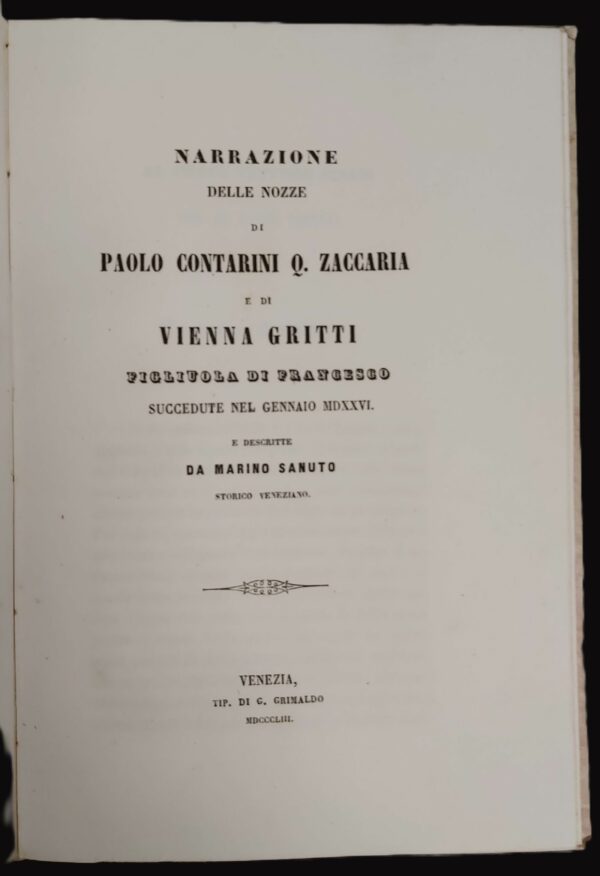 NARRAZIONE
DELLE NOZZE
DI
PAOLO CONTARINI Q. ZACCARIA
E DI
VIENNA GRITTI
FIGLIUOLA DI FRANCESCO
SUCCEDUTE NEL GENNAIO MDXXVI.
E DESCRITTE
DA MARINO SANUTO
STORICO VENEZIANO.
VENEZIA,
TIP. DI G. GRIMALDO
MDCCCLIII.